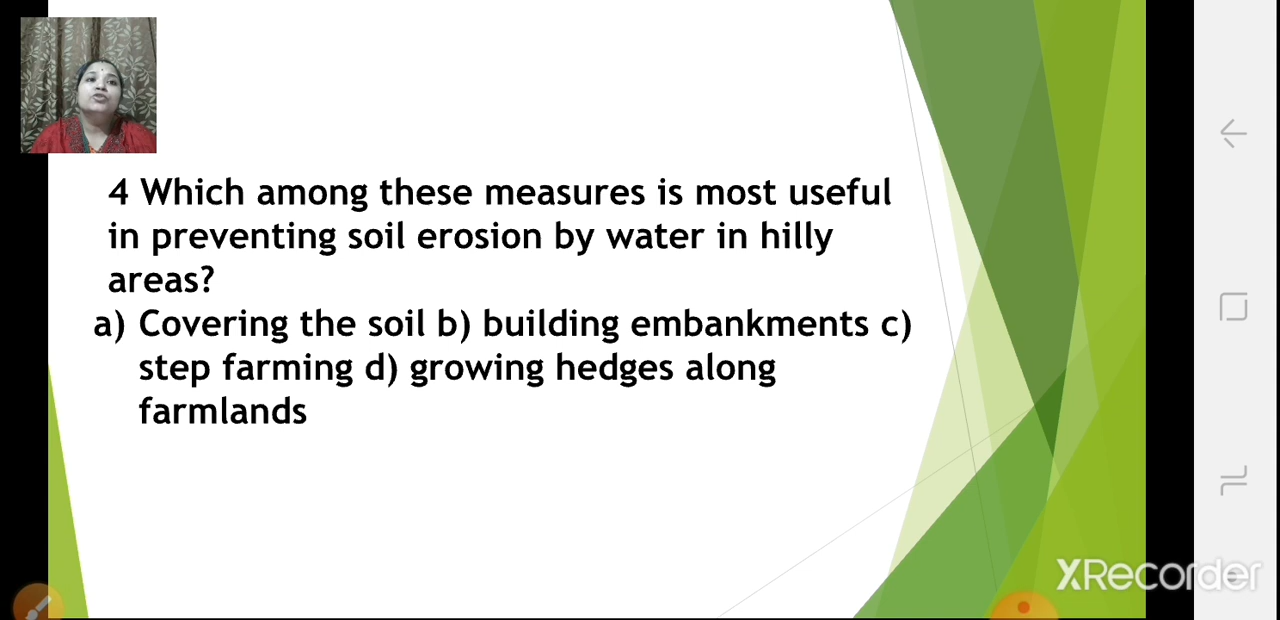 4 Which among these measures is most useful
in preventing soil erosion by water in hilly
areas?
a) Covering the soil b) building embankments c)
step farming d) growing hedges along
farmlands
XRecorder